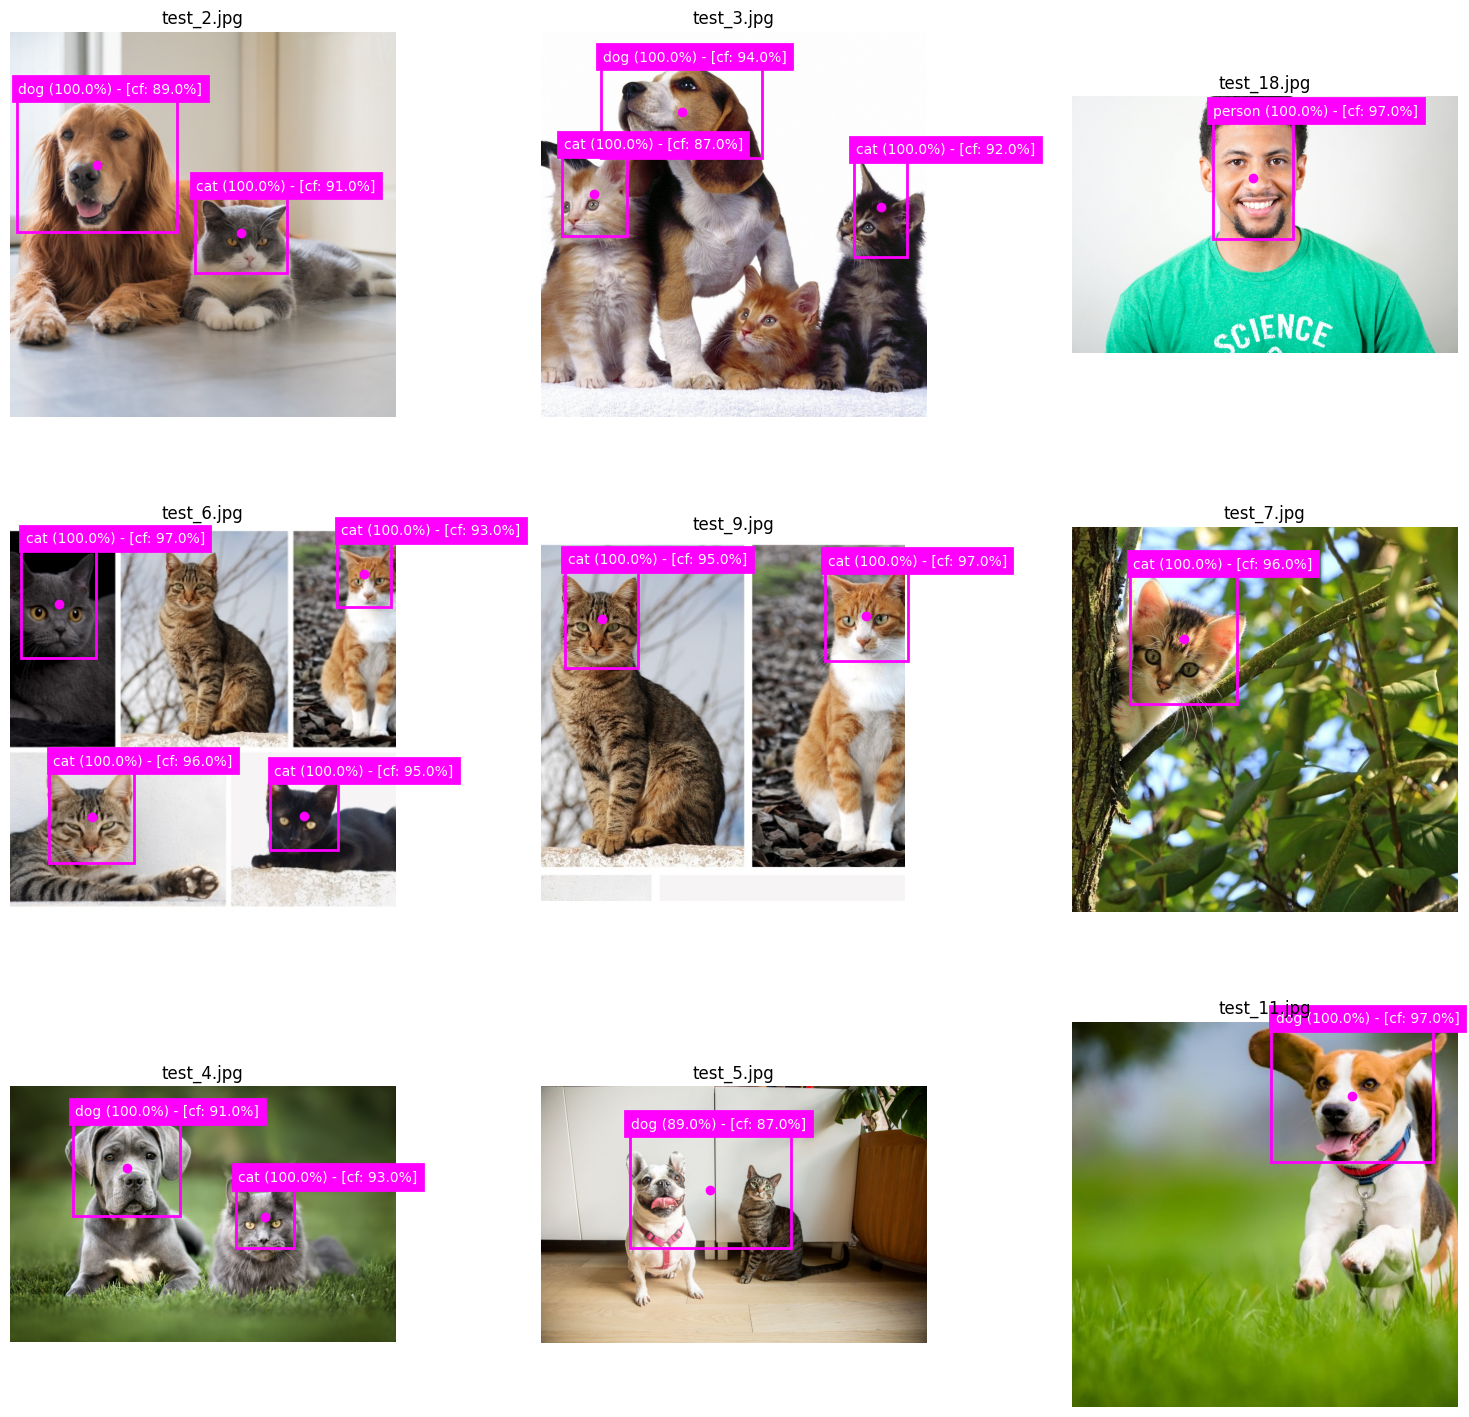 test_2.jpg
dog (100.0%) - [cf: 89.0%]
cat (100.0%) - [cf: 91.0%]
test_3.jpg
dog (100.0%) - [cf: 94.0%]
cat (100.0%) - [cf: 87.0%]
cat (100.0%) - [cf: 92.0%]
test_18.jpg
person (100.0%) - [cf: 97.0%]
SCIENCE
test_6.jpg
cat (100.0%) - [cf: 97.0%]
cat (100.0%) - [cf: 93.0%]
cat (100.0%) - [cf: 96.0%]
cat (100.0%) - [cf: 95.0%]
test_9.jpg
cat (100.0%) - [cf: 95.0%]
cat (100.0%) - [cf: 97.0%]
test_7.jpg
cat (100.0%) - [cf: 96.0%]
test_4.jpg
dog (100.0%) - [cf: 91.0%]
cat (100.0%) - [cf: 93.0%]
test_5.jpg
dog (89.0%) - [cf: 87.0%]
test_11.jpg
dog (100.0%) - [cf: 97.0%]